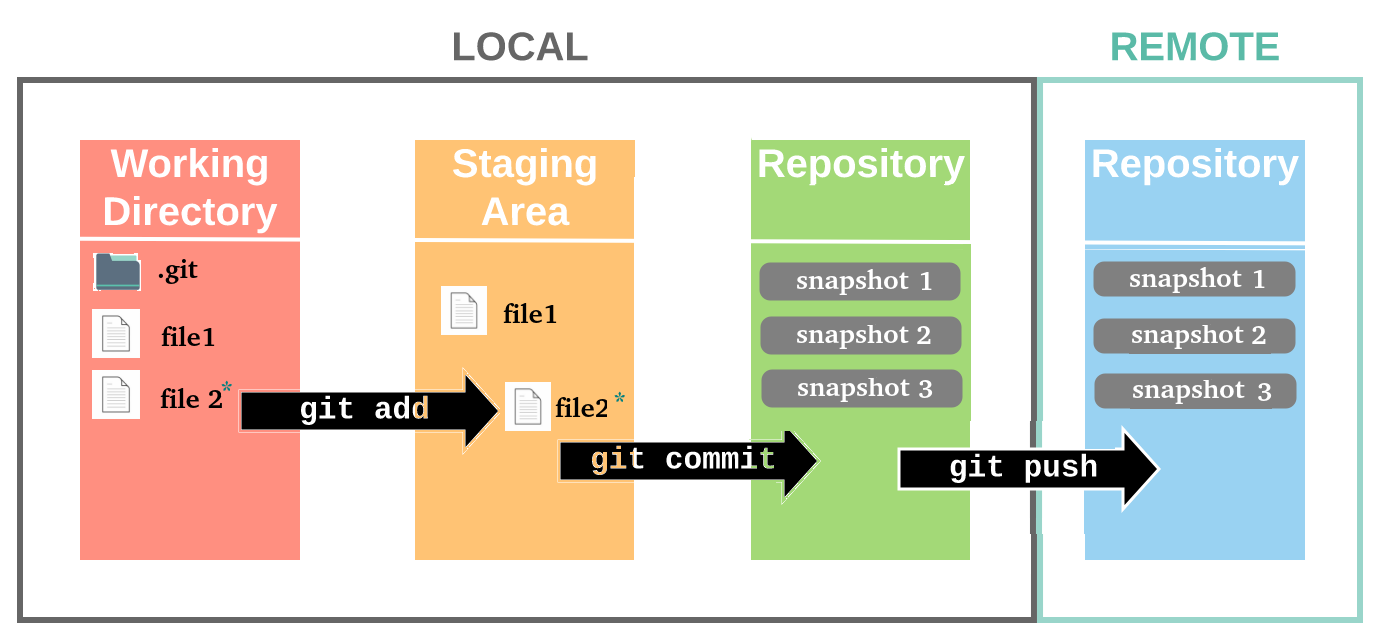 LOCAL
REMOTE
Working
Directory
.git
file1
file 2*
git add
Staging
Area
file1
file2 *
git commit
Repository
snapshot 1
snapshot 2
snapshot 3
git push
Repository
snapshot 1
snapshot 2
snapshot 3